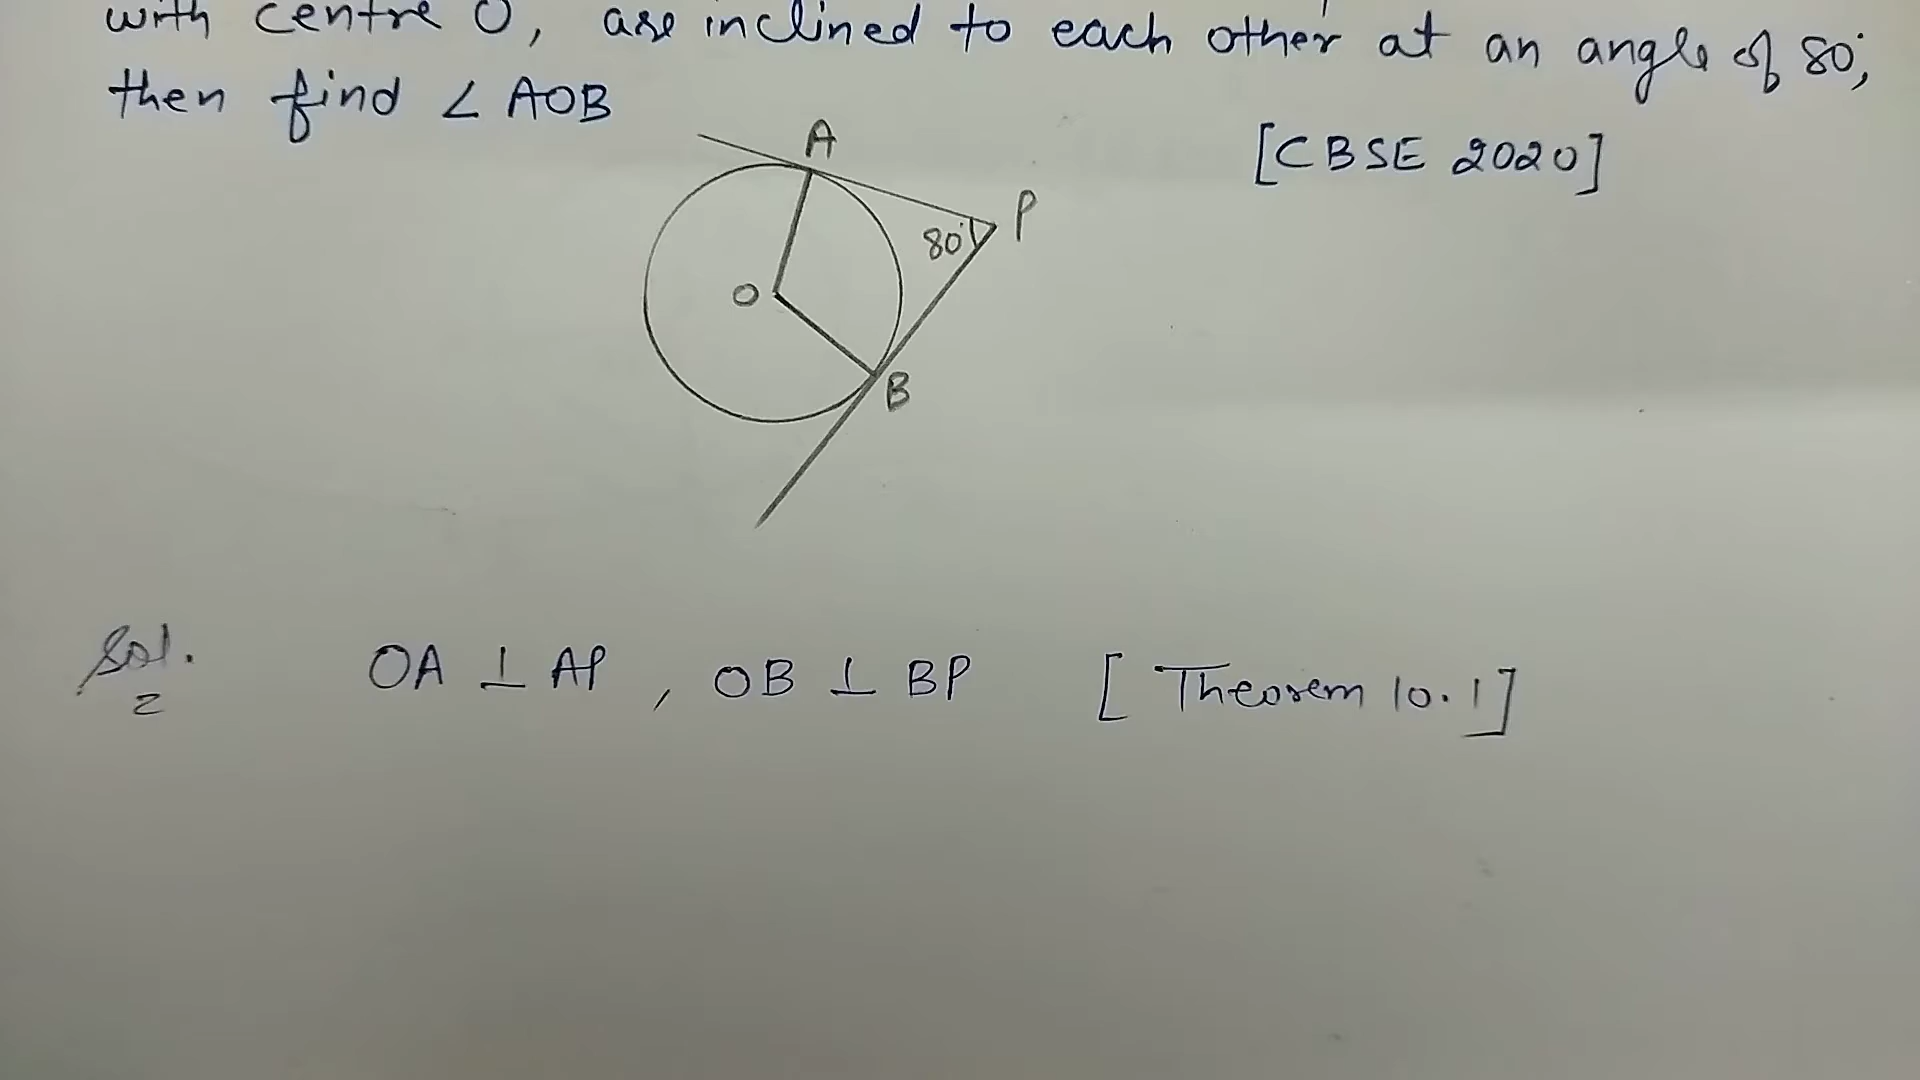 with centre O, are inclined to each other at an angle of 80°,
then find ∠AOB
[CBSE 2020]
A
P
80°
O
B
Sol.
OA ⊥ AP, OB ⊥ BP [Theorem 10.1]